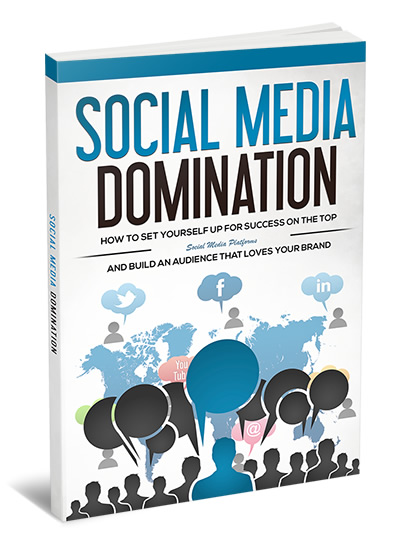 SOCIAL MEDIA
DOMINATION
HOW TO SET YOURSELF UP FOR SUCCESS ON THE TOP
Social Media Platforms
AND BUILD AN AUDIENCE THAT LOVES YOUR BRAND
f
in
You
Tube
@
SOCIAL MEDIA DOMINATION